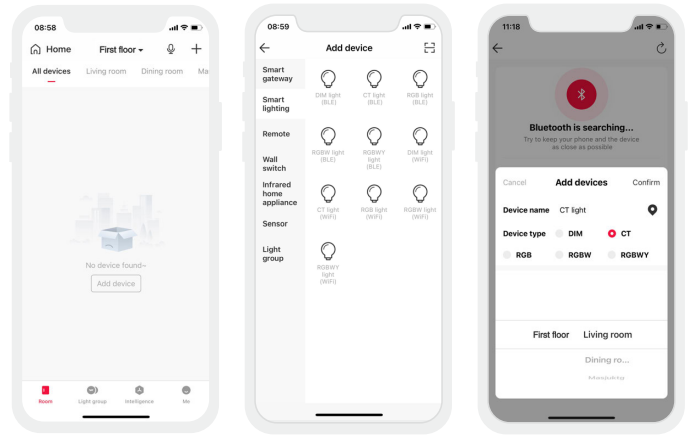 08:58
Home
First floor
All devices Living room Dining room Ma
No device found~
Add device
Room Light group Intelligence Me
08:59
Add device
Smart
gateway
Smart
lighting
Remote
Wall
switch
Infrared
home
appliance
Sensor
Light
group
DIM light
(BLE)
CT light
(BLE)
RGB light
(BLE)
RGBW light
(BLE)
RGBWY
light
(BLE)
DIM light
(WiFi)
CT light
(WiFi)
RGB light
(WiFi)
RGBW light
(WiFi)
RGBWY
light
(WiFi)
11:18
Bluetooth is searching...
Try to keep your phone and the device
as close as possible
Cancel Add devices Confirm
Device name CT light
Device type DIM CT
RGB RGBW RGBWY
First floor Living room
Dining ro...